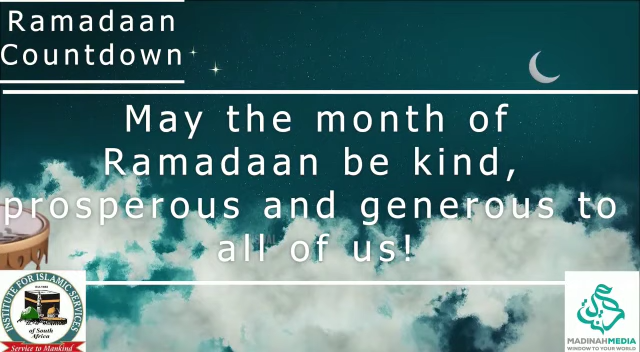 Ramadaan
Countdown
May the month of
Ramadaan be kind,
prosperous and generous to
all of us!
INSTITUTE FOR ISLAMIC SERVICES
of South
Africa
Service to Mankind
MADINAHMEDIA
WINDOW TO YOUR WORLD